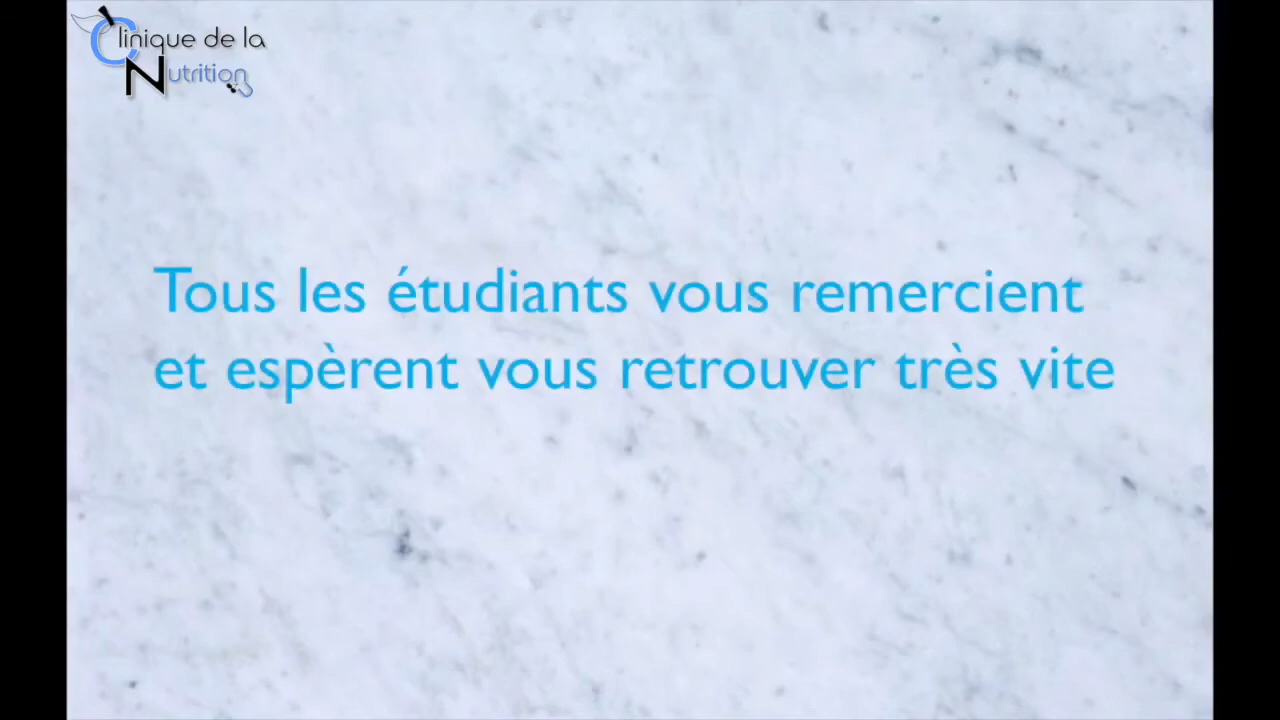 Clinique de la
Nutrition
Tous les étudiants vous remercient
et espèrent vous retrouver très vite